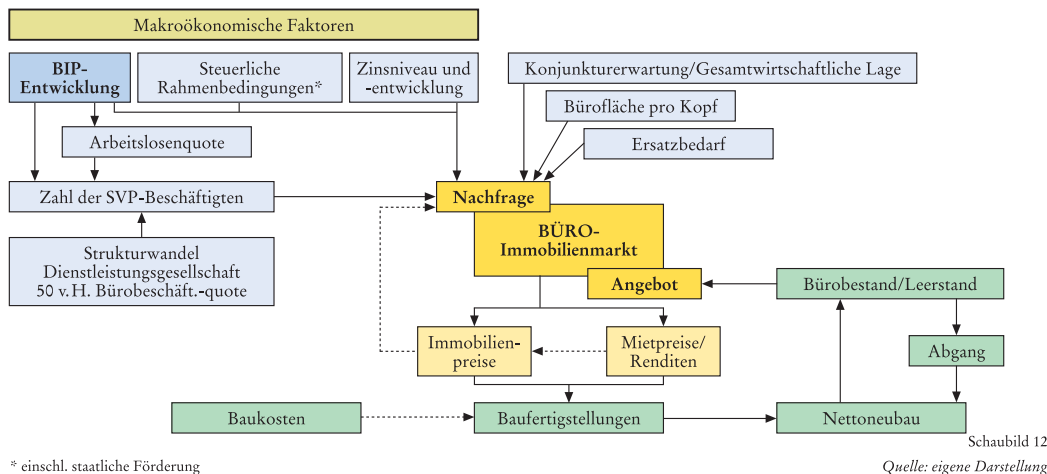 Makroökonomische Faktoren
BIP-
Entwicklung
Steuerliche
Rahmenbedingungen*
Zinsniveau und
-entwicklung
Konjunkturerwartung/Gesamtwirtschaftliche Lage
Bürofläche pro Kopf
Arbeitslosenquote
Ersatzbedarf
Zahl der SVP-Beschäftigten
Nachfrage
BÜRO-
Immobilienmarkt
Strukturwandel
Dienstleistungsgesellschaft
50 v. H. Bürobeschäft.-quote
Angebot
Bürobestand/Leerstand
Immobilien-
preise
Mietpreise/
Renditen
Abgang
Baukosten
Baufertigstellungen
Nettoneubau
Schaubild 12
* einschl. staatliche Förderung
Quelle: eigene Darstellung